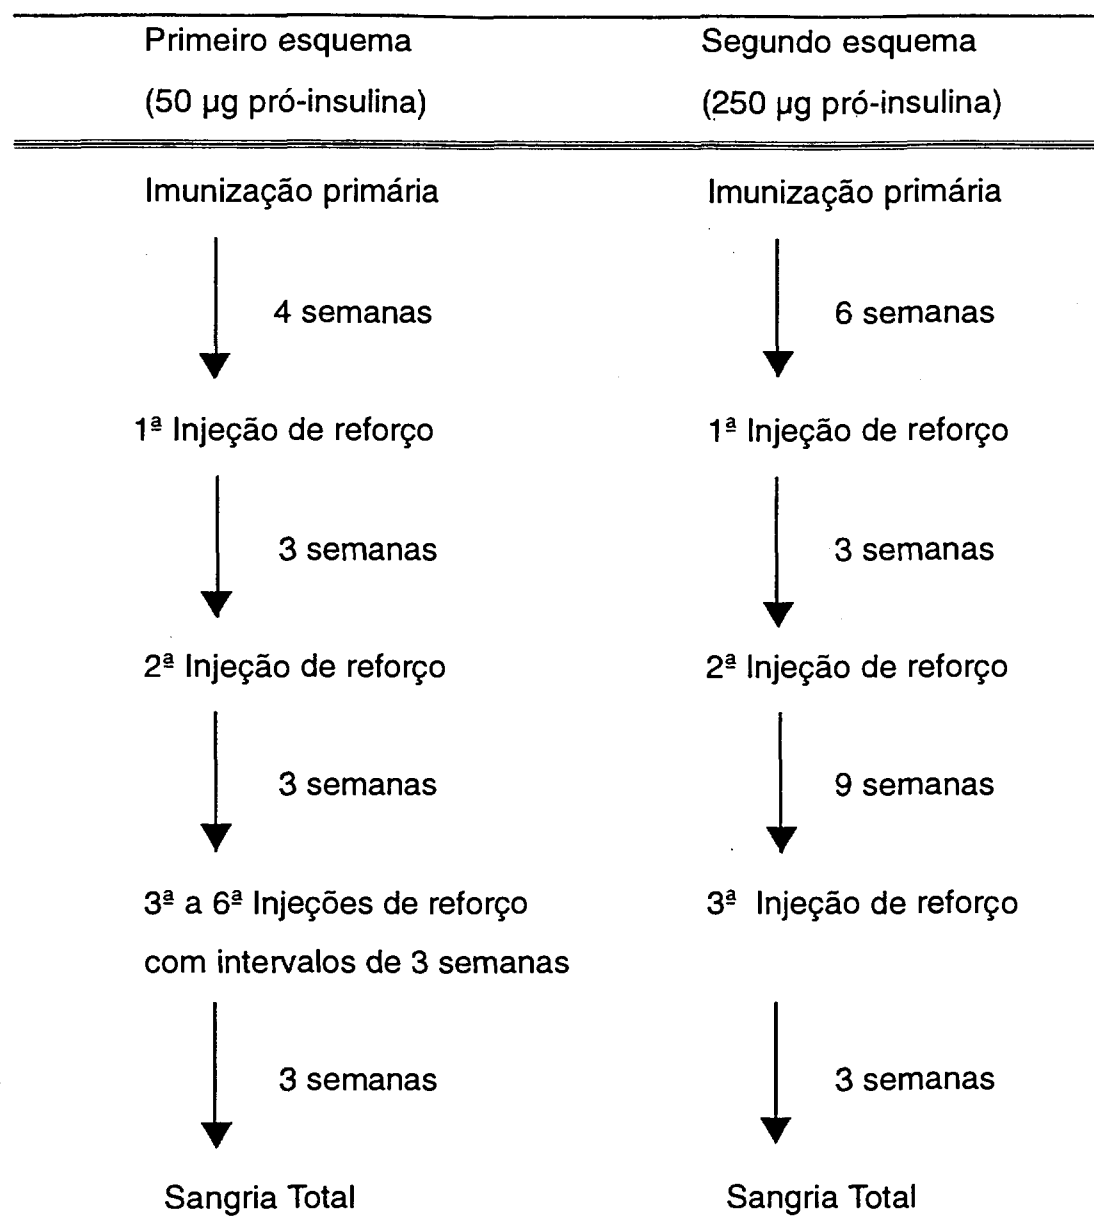 Primeiro esquema
(50 µg pró-insulina)
Imunização primária
4 semanas
1ª Injeção de reforço
3 semanas
2ª Injeção de reforço
3 semanas
3ª a 6ª Injeções de reforço
com intervalos de 3 semanas
3 semanas
Sangria Total
Segundo esquema
(250 µg pró-insulina)
Imunização primária
6 semanas
1ª Injeção de reforço
3 semanas
2ª Injeção de reforço
9 semanas
3ª Injeção de reforço
3 semanas
Sangria Total